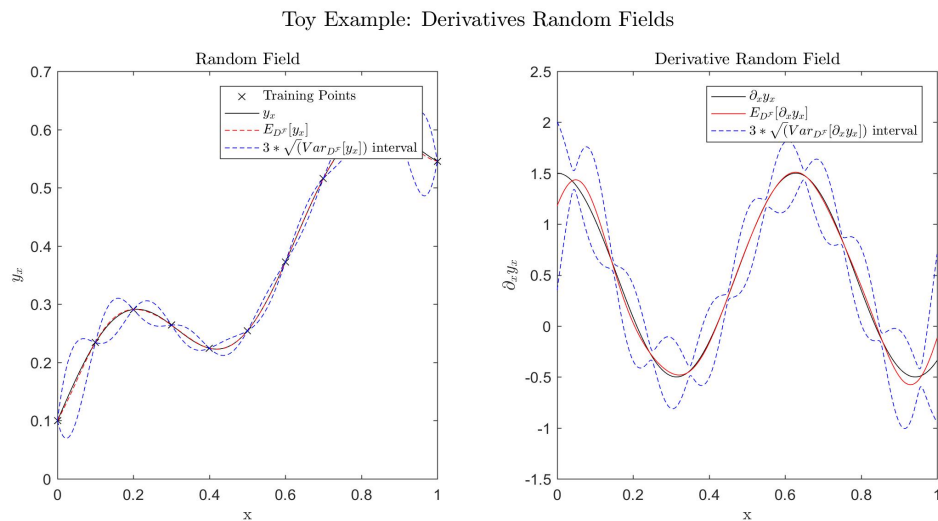 Toy Example: Derivatives Random Fields
Random Field
0.7
0.6
0.5
0.4
0.3
0.2
0.1
0
y_x
Training Points
y_x
E_{D^F}[y_x]
3 * √(Var_{D^F}[y_x]) interval
0 0.2 0.4 0.6 0.8 1
x
Derivative Random Field
2.5
2
1.5
1
0.5
0
-0.5
-1
-1.5
∂_x y_x
∂_x y_x
E_{D^F}[∂_x y_x]
3 * √(Var_{D^F}[∂_x y_x]) interval
0 0.2 0.4 0.6 0.8 1
x